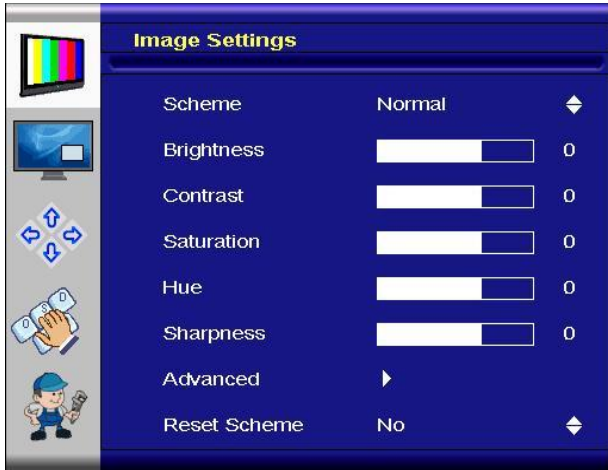 Image Settings
Scheme Normal
Brightness 0
Contrast 0
Saturation 0
Hue 0
Sharpness 0
Advanced
Reset Scheme No
O S D